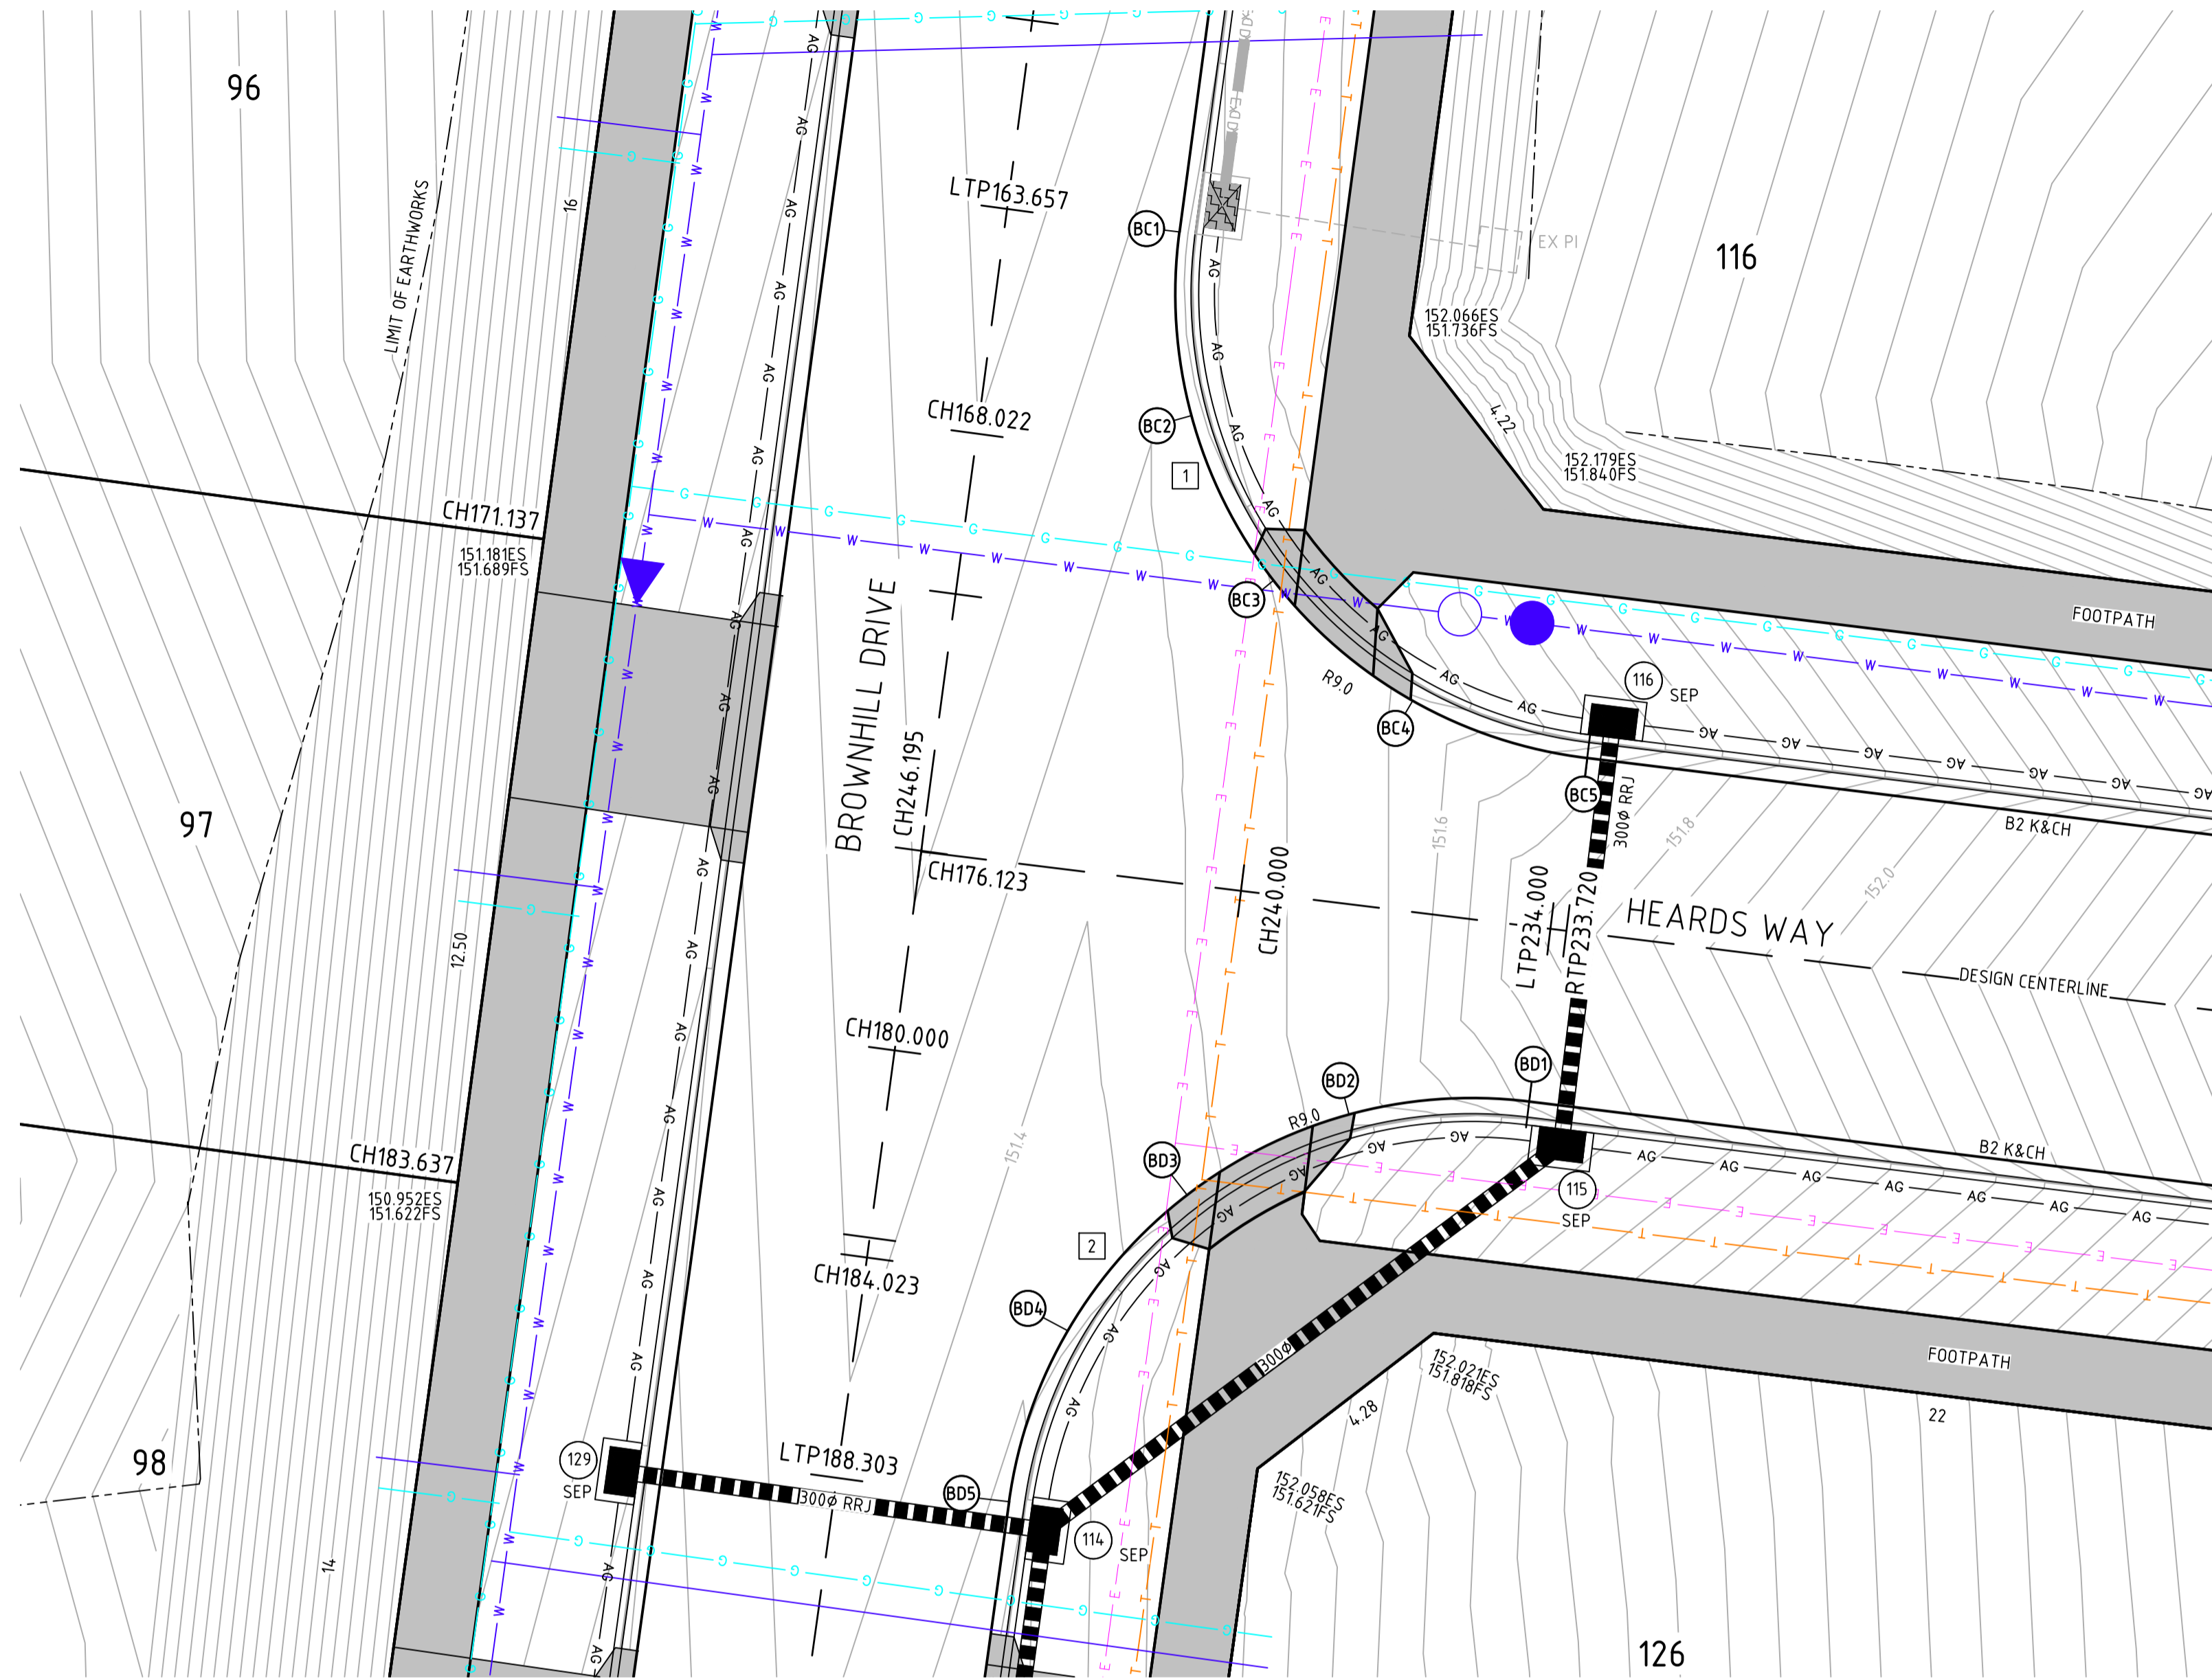 96
LIMIT OF EARTHWORKS
16
LTP163.657
BC1
EX PI
116
152.066ES
151.736FS
4.22
152.179ES
151.840FS
CH168.022
BC2
1
CH171.137
151.181ES
151.689FS
BC3
R9.0
BC4
116
SEP
FOOTPATH
BROWNHILL DRIVE
CH246.195
CH176.123
CH240.000
BC5
300Ø RRJ
151.6
151.8
152.0
B2 K&CH
97
12.50
LTP234.000
RTP233.720
HEARDS WAY
DESIGN CENTERLINE
CH180.000
151.4
BD1
BD2
R9.0
BD3
B2 K&CH
115
SEP
CH183.637
150.952ES
151.622FS
2
CH184.023
BD4
300Ø
152.021ES
151.818FS
4.28
FOOTPATH
22
98
129
SEP
LTP188.303
300Ø RRJ
BD5
114
SEP
152.058ES
151.621FS
14
126
AG
G
W
E
T